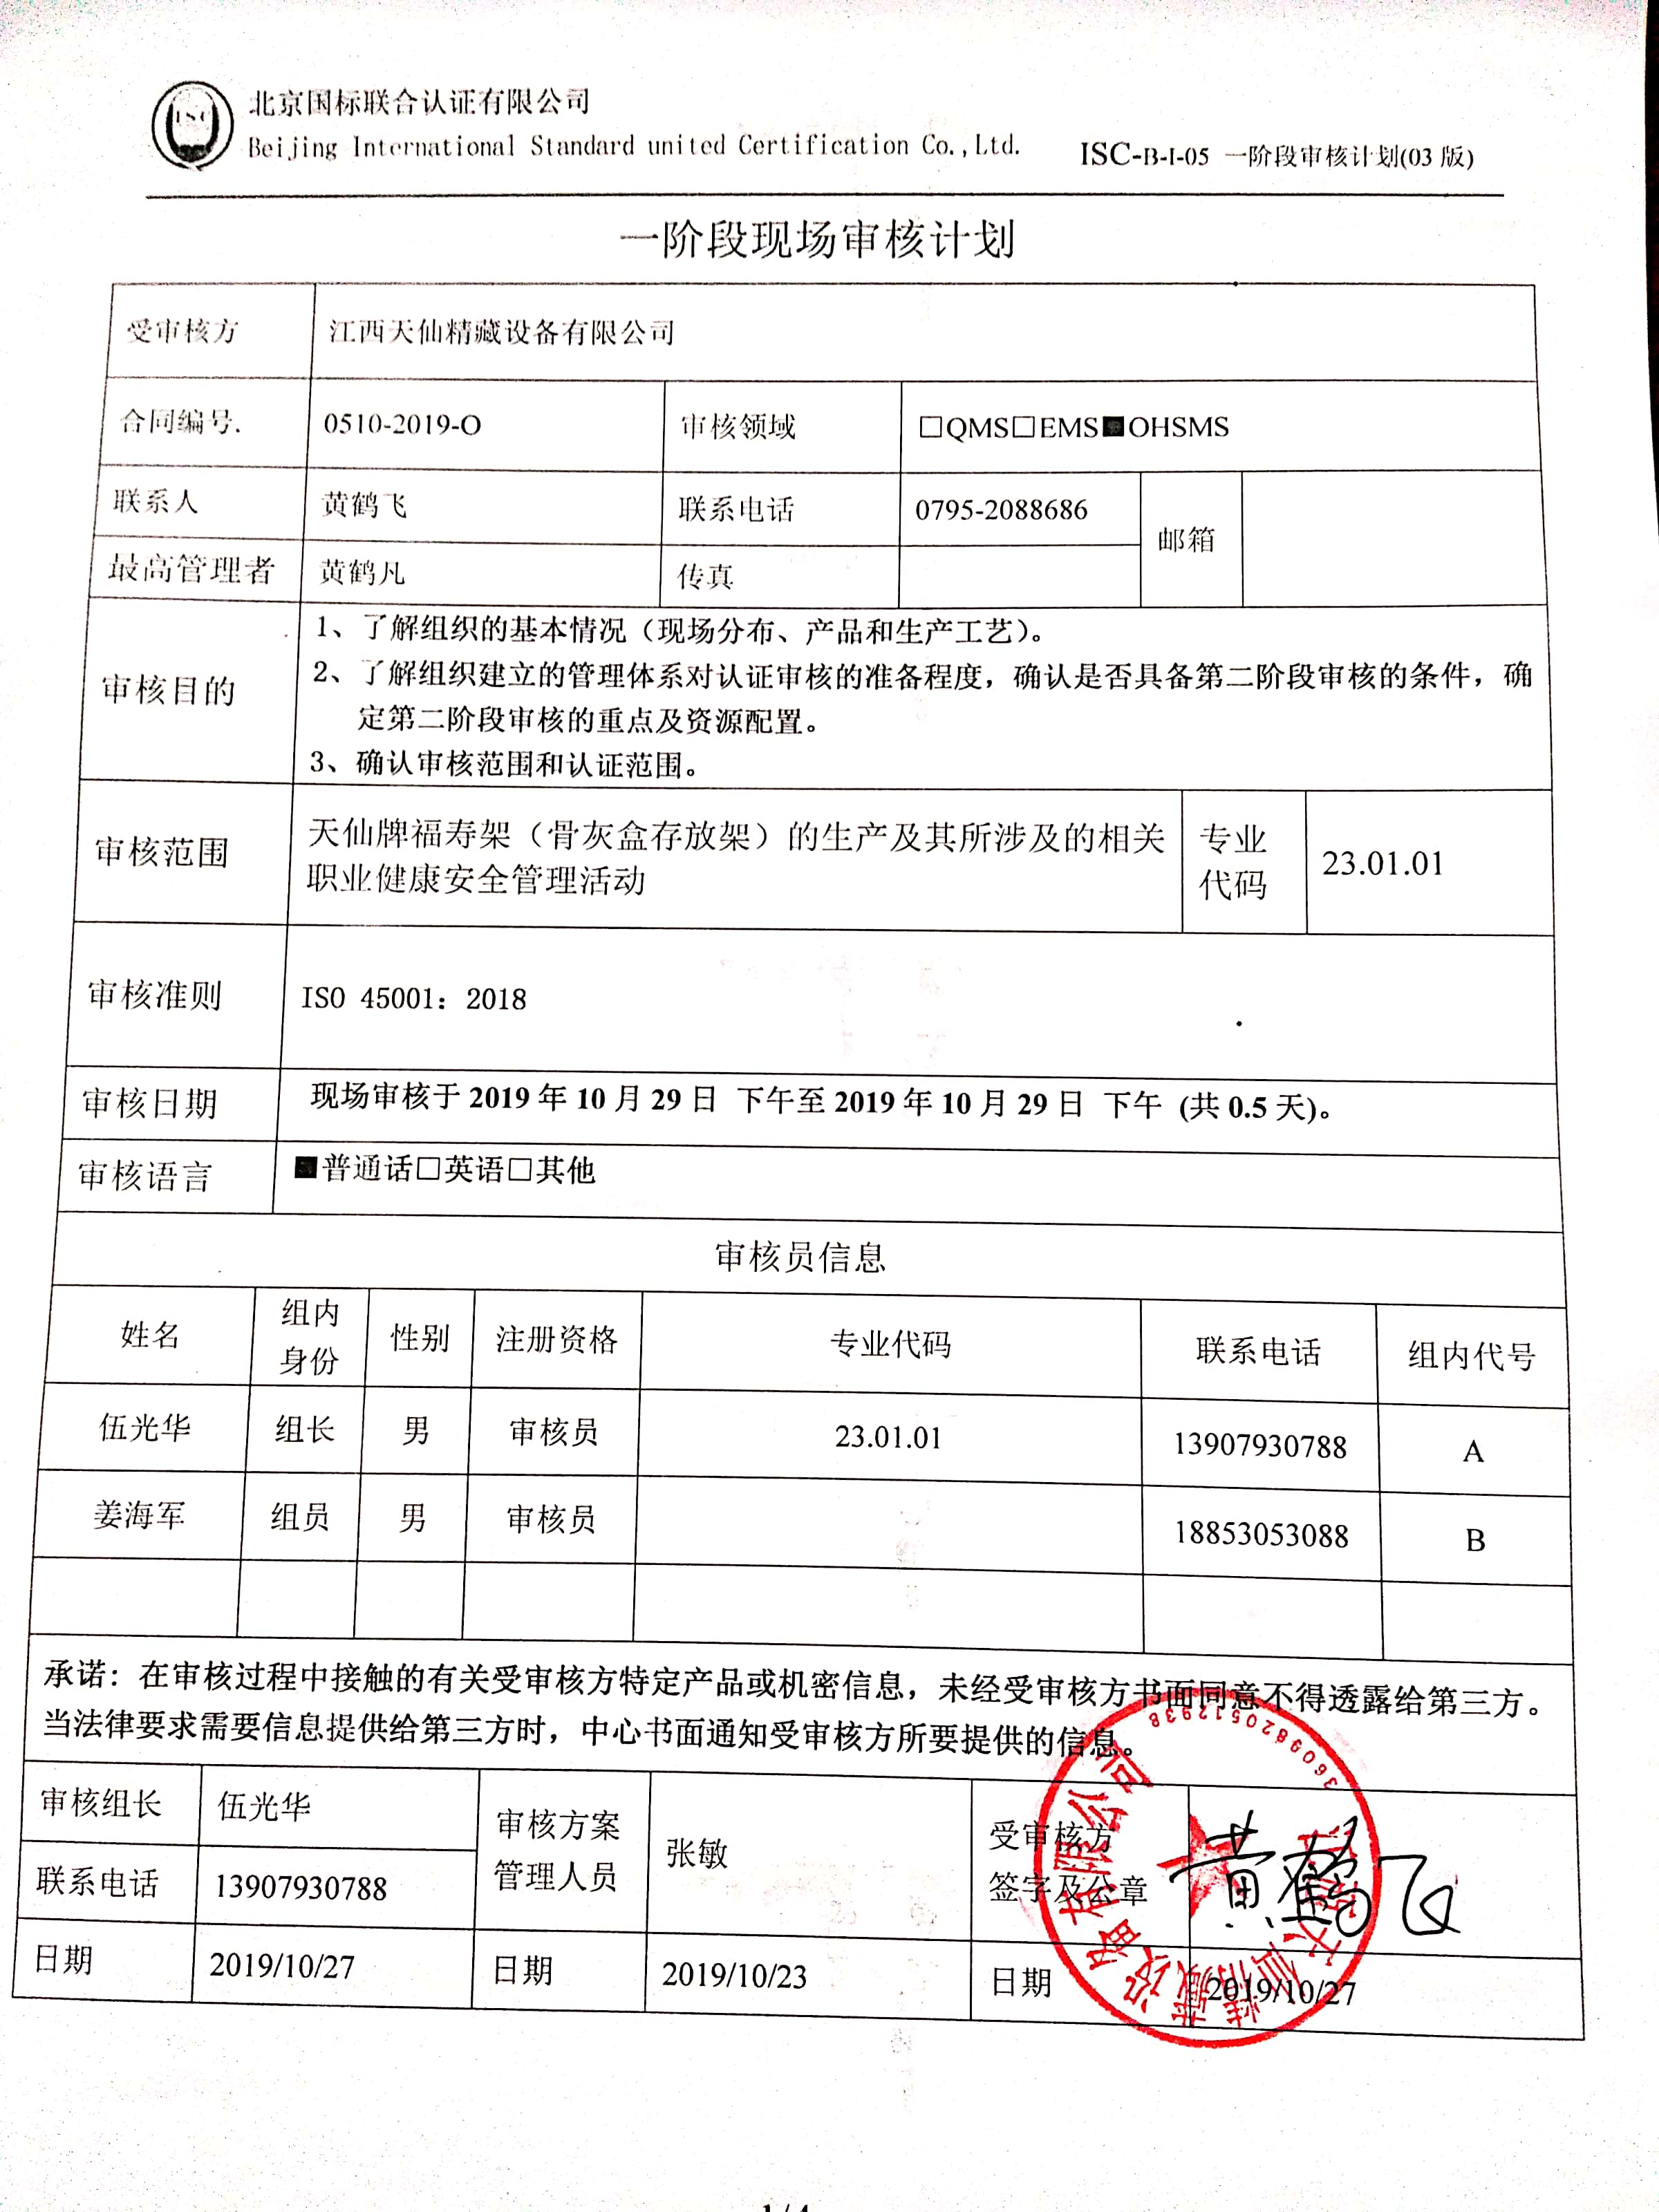 ISC
北京国标联合认证有限公司
Beijing International Standard united Certification Co.,Ltd.
ISC-B-I-05 一阶段审核计划(03 版)
一阶段现场审核计划
受审核方 江西天仙精藏设备有限公司
合同编号. 0510-2019-O 审核领域 □QMS□EMS■OHSMS
联系人 黄鹤飞 联系电话 0795-2088686 邮箱
最高管理者 黄鹤凡 传真
审核目的
1、了解组织的基本情况（现场分布、产品和生产工艺）。
2、了解组织建立的管理体系对认证审核的准备程度，确认是否具备第二阶段审核的条件，确
定第二阶段审核的重点及资源配置。
3、确认审核范围和认证范围。
审核范围
天仙牌福寿架（骨灰盒存放架）的生产及其所涉及的相关
职业健康安全管理活动
专业
代码
23.01.01
审核准则 ISO 45001：2018
审核日期 现场审核于 2019 年 10 月 29 日 下午至 2019 年 10 月 29 日 下午 (共 0.5 天)。
审核语言 ■普通话□英语□其他
审核员信息
姓名 组内身份 性别 注册资格 专业代码 联系电话 组内代号
伍光华 组长 男 审核员 23.01.01 13907930788 A
姜海军 组员 男 审核员 18853053088 B
承诺：在审核过程中接触的有关受审核方特定产品或机密信息，未经受审核方书面同意不得透露给第三方。
当法律要求需要信息提供给第三方时，中心书面通知受审核方所要提供的信息。
审核组长 伍光华
审核方案
管理人员
张敏
受审核方
签字及公章
黄鹤飞
联系电话 13907930788
日期 2019/10/27 日期 2019/10/23 日期 2019/10/27
江西天仙精藏设备有限公司
3609820512938
1 / 4